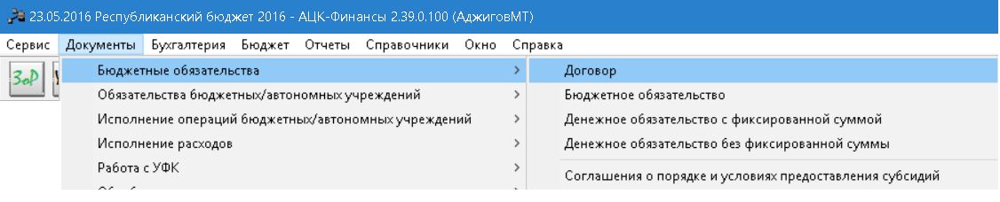 23.05.2016 Республиканский бюджет 2016 - АЦК-Финансы 2.39.0.100 (АджиговМТ)
Сервис Документы Бухгалтерия Бюджет Отчеты Справочники Окно Справка
ЗоР
Бюджетные обязательства
Обязательства бюджетных/автономных учреждений
Исполнение операций бюджетных/автономных учреждений
Исполнение расходов
Работа с УФК
Договор
Бюджетное обязательство
Денежное обязательство с фиксированной суммой
Денежное обязательство без фиксированной суммы
Соглашения о порядке и условиях предоставления субсидий